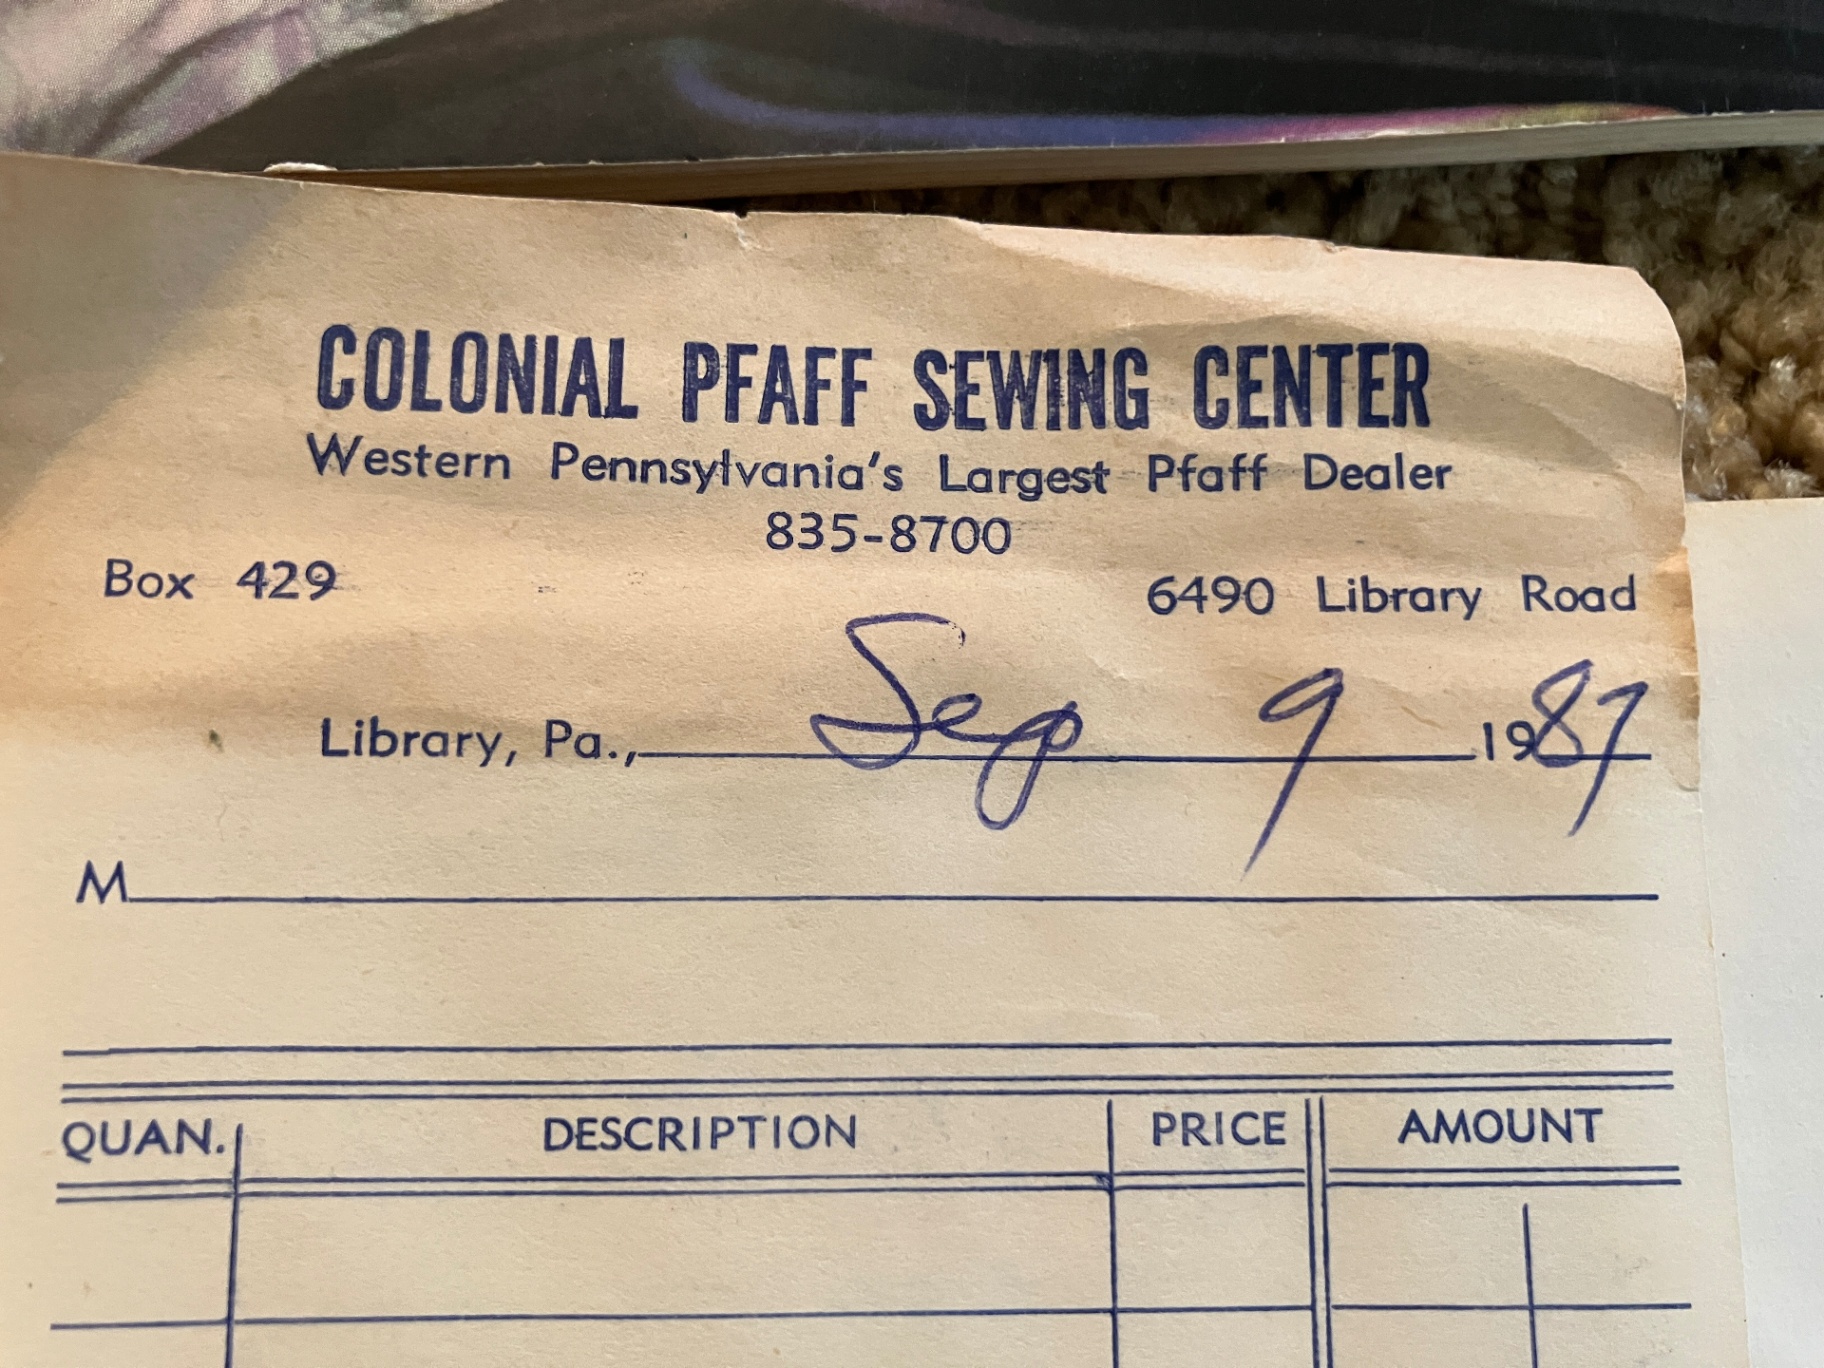 COLONIAL PFAFF SEWING CENTER
Western Pennsylvania's Largest Pfaff Dealer
835-8700
Box 429 6490 Library Road
Library, Pa., Sep 9 1987
M
QUAN. DESCRIPTION PRICE AMOUNT